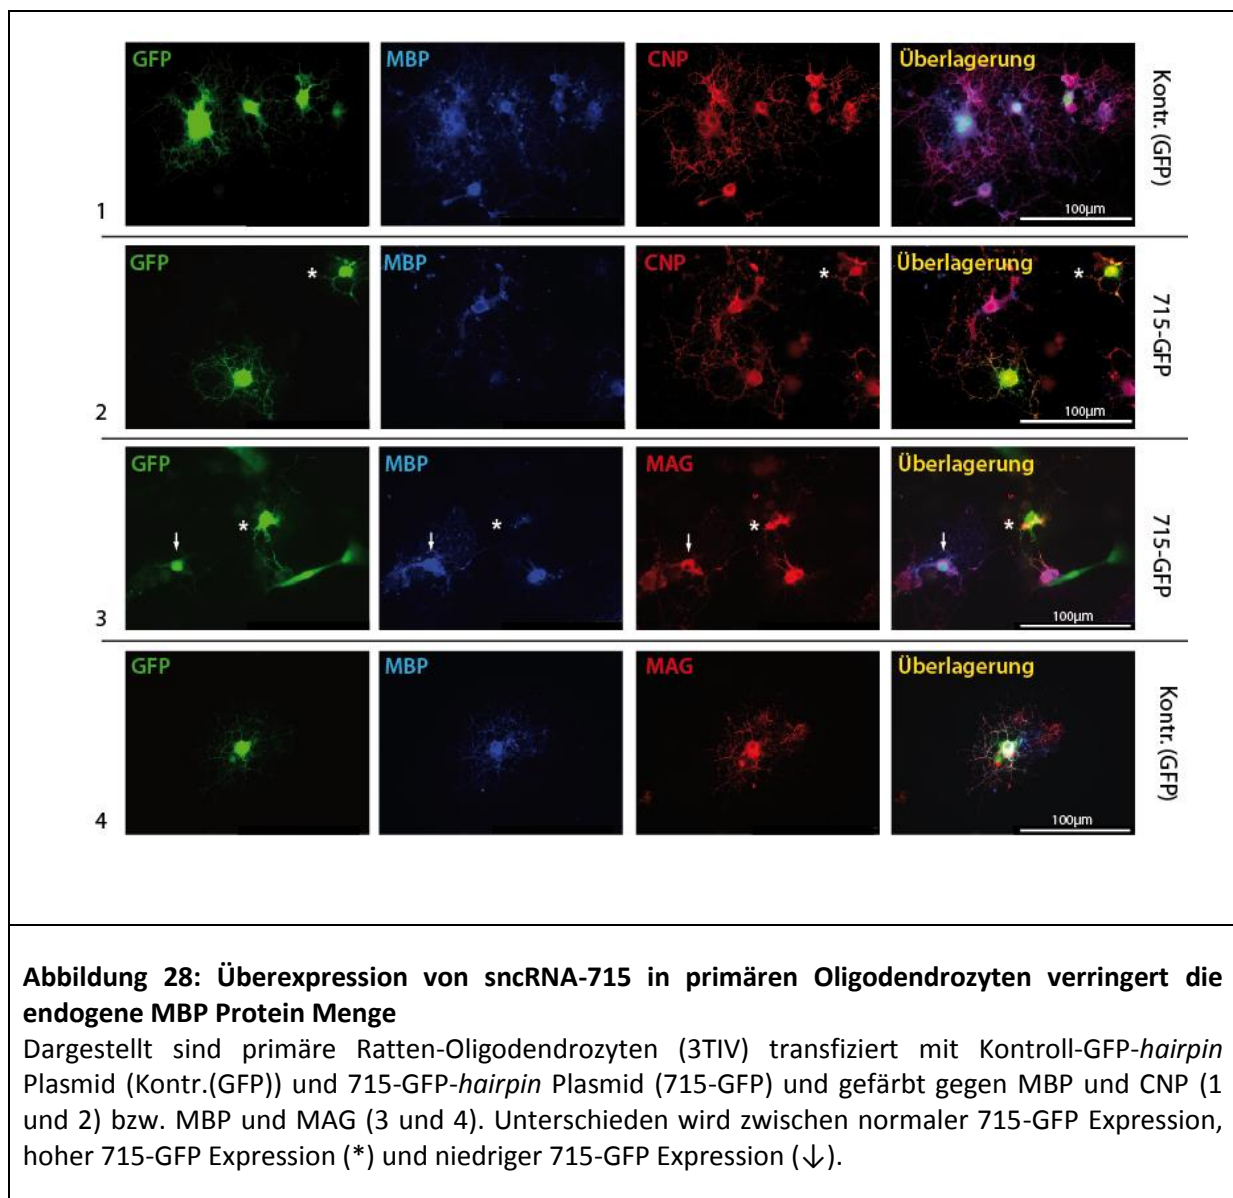 GFP MBP CNP Überlagerung
Kontr. (GFP)
1 100µm
GFP * MBP CNP * Überlagerung *
715-GFP
2 100µm
GFP MBP MAG Überlagerung
* * * *
↓ ↓ ↓ ↓
715-GFP
3 100µm
GFP MBP MAG Überlagerung
Kontr. (GFP)
4 100µm
Abbildung 28: Überexpression von sncRNA-715 in primären Oligodendrozyten verringert die
endogene MBP Protein Menge
Dargestellt sind primäre Ratten-Oligodendrozyten (3TIV) transfiziert mit Kontroll-GFP-hairpin
Plasmid (Kontr.(GFP)) und 715-GFP-hairpin Plasmid (715-GFP) und gefärbt gegen MBP und CNP (1
und 2) bzw. MBP und MAG (3 und 4). Unterschieden wird zwischen normaler 715-GFP Expression,
hoher 715-GFP Expression (*) und niedriger 715-GFP Expression (↓).